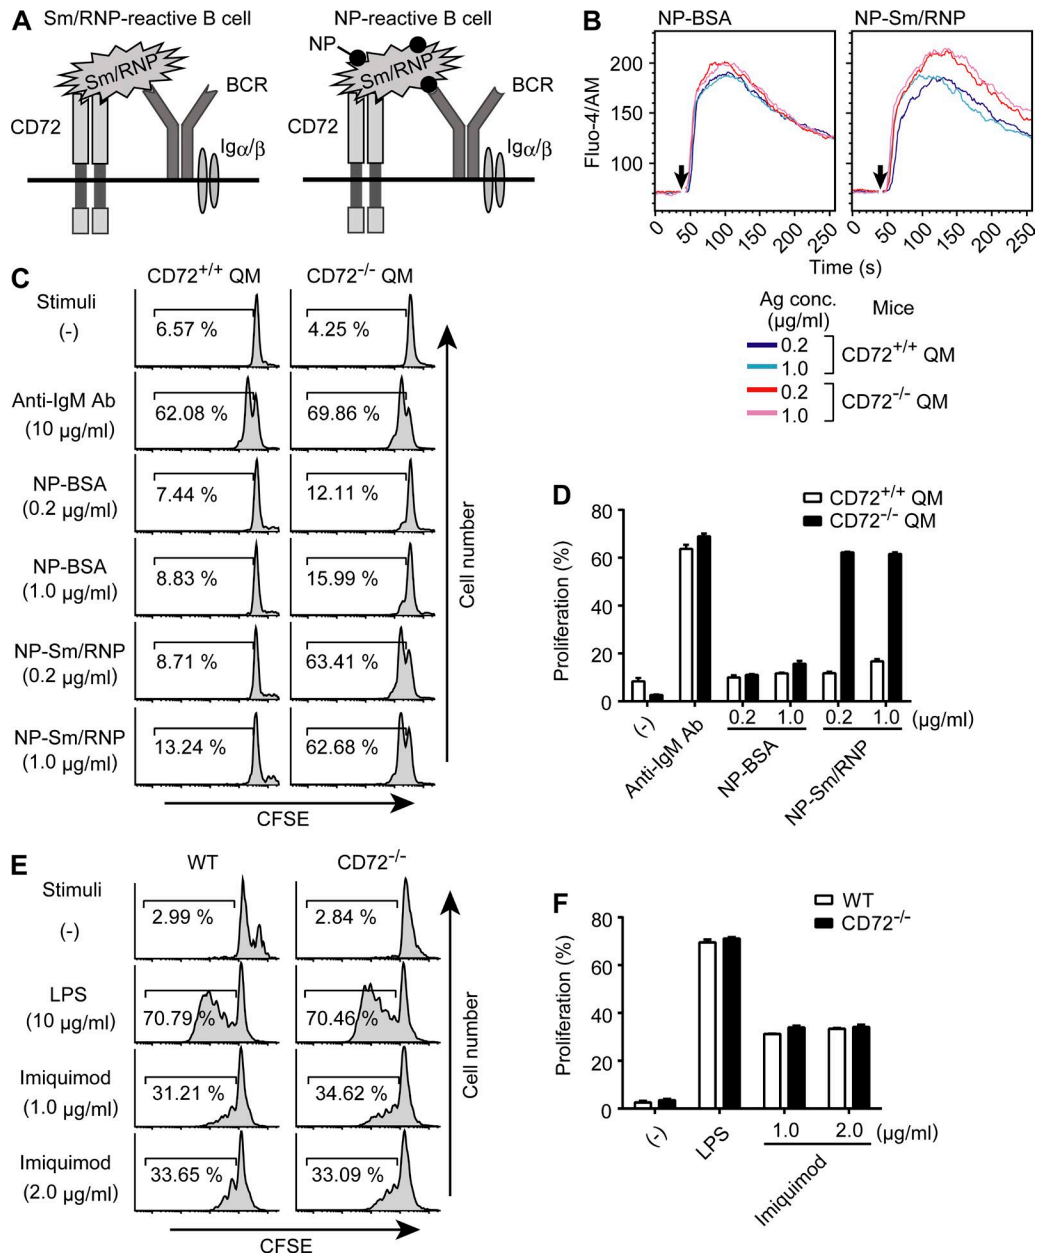 A Sm/RNP-reactive B cell NP-reactive B cell
NP
Sm/RNP Sm/RNP
BCR BCR
CD72 CD72
Igα/β Igα/β
B NP-BSA NP-Sm/RNP
Fluo-4/AM
200
150
100
0 50 100 150 200 250 0 50 100 150 200 250
Time (s)
Ag conc. Mice
(µg/ml)
0.2 CD72+/+ QM
1.0
0.2 CD72-/- QM
1.0
C CD72+/+ QM CD72-/- QM
Stimuli
(-) 6.57 % 4.25 %
Anti-IgM Ab
(10 µg/ml) 62.08 % 69.86 %
NP-BSA
(0.2 µg/ml) 7.44 % 12.11 %
NP-BSA
(1.0 µg/ml) 8.83 % 15.99 %
NP-Sm/RNP
(0.2 µg/ml) 8.71 % 63.41 %
NP-Sm/RNP
(1.0 µg/ml) 13.24 % 62.68 %
Cell number
CFSE
D CD72+/+ QM
CD72-/- QM
Proliferation (%)
80
60
40
20
0
0.2 1.0 0.2 1.0 (µg/ml)
(-) Anti-IgM Ab NP-BSA NP-Sm/RNP
E WT CD72-/-
Stimuli
(-) 2.99 % 2.84 %
LPS
(10 µg/ml) 70.79 % 70.46 %
Imiquimod
(1.0 µg/ml) 31.21 % 34.62 %
Imiquimod
(2.0 µg/ml) 33.65 % 33.09 %
Cell number
CFSE
F WT
CD72-/-
Proliferation (%)
80
60
40
20
0
1.0 2.0 (µg/ml)
(-) LPS Imiquimod